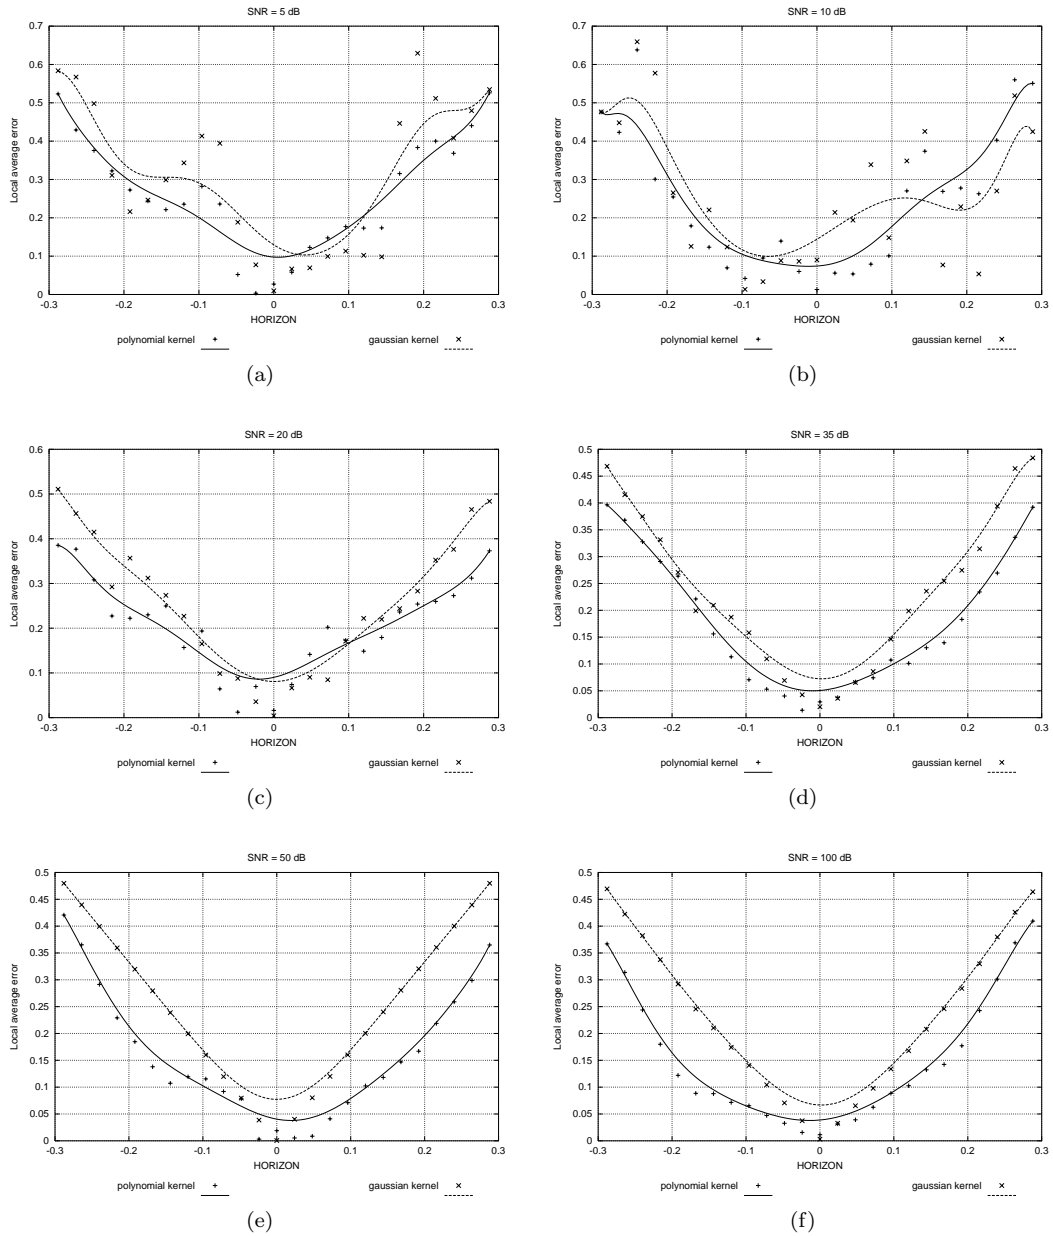 SNR = 5 dB
0.7
0.6
0.5
0.4
0.3
0.2
0.1
0
Local average error
-0.3 -0.2 -0.1 0 0.1 0.2 0.3
HORIZON
polynomial kernel + gaussian kernel ×
(a)
SNR = 10 dB
0.7
0.6
0.5
0.4
0.3
0.2
0.1
0
Local average error
-0.3 -0.2 -0.1 0 0.1 0.2 0.3
HORIZON
polynomial kernel + gaussian kernel ×
(b)
SNR = 20 dB
0.6
0.5
0.4
0.3
0.2
0.1
0
Local average error
-0.3 -0.2 -0.1 0 0.1 0.2 0.3
HORIZON
polynomial kernel + gaussian kernel ×
(c)
SNR = 35 dB
0.5
0.45
0.4
0.35
0.3
0.25
0.2
0.15
0.1
0.05
0
Local average error
-0.3 -0.2 -0.1 0 0.1 0.2 0.3
HORIZON
polynomial kernel + gaussian kernel ×
(d)
SNR = 50 dB
0.5
0.45
0.4
0.35
0.3
0.25
0.2
0.15
0.1
0.05
0
Local average error
-0.3 -0.2 -0.1 0 0.1 0.2 0.3
HORIZON
polynomial kernel + gaussian kernel ×
(e)
SNR = 100 dB
0.5
0.45
0.4
0.35
0.3
0.25
0.2
0.15
0.1
0.05
0
Local average error
-0.3 -0.2 -0.1 0 0.1 0.2 0.3
HORIZON
polynomial kernel + gaussian kernel ×
(f)